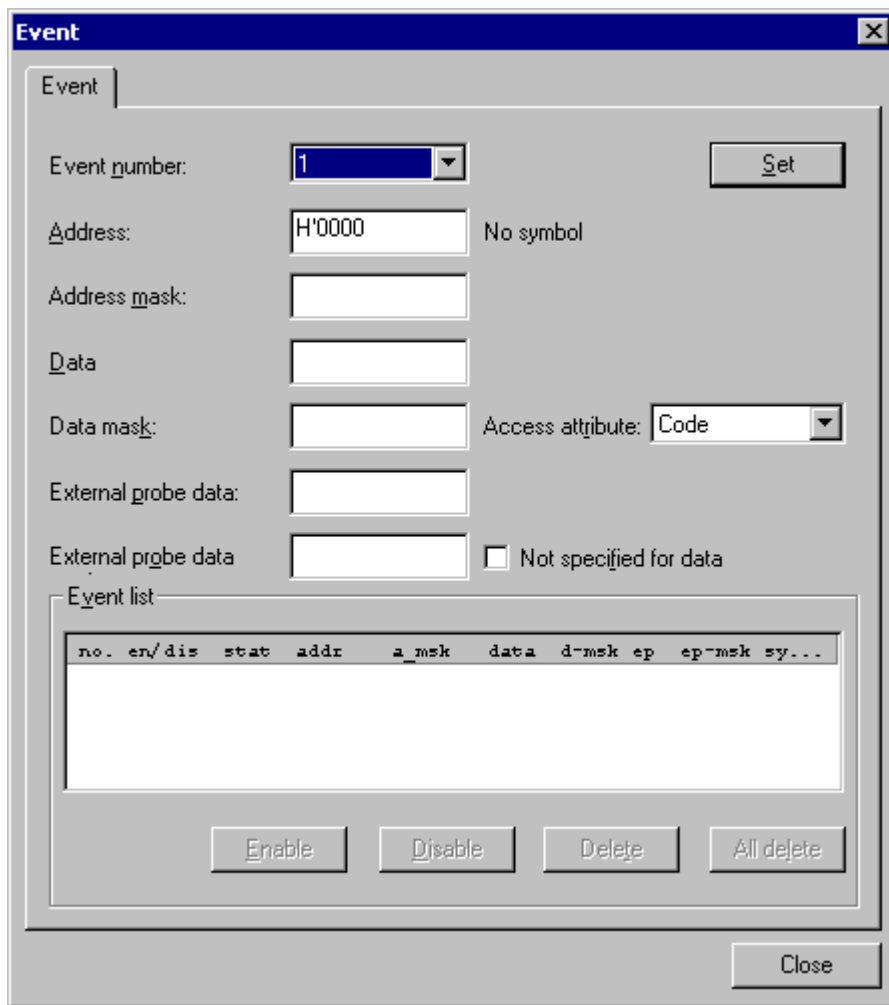 Event
Event
Event number: 1 Set
Address: H'0000 No symbol
Address mask:
Data
Data mask: Access attribute: Code
External probe data:
External probe data Not specified for data
Event list
no. en/dis stat addr a_msk data d-msk ep ep-msk sy...
Enable Disable Delete All delete
Close